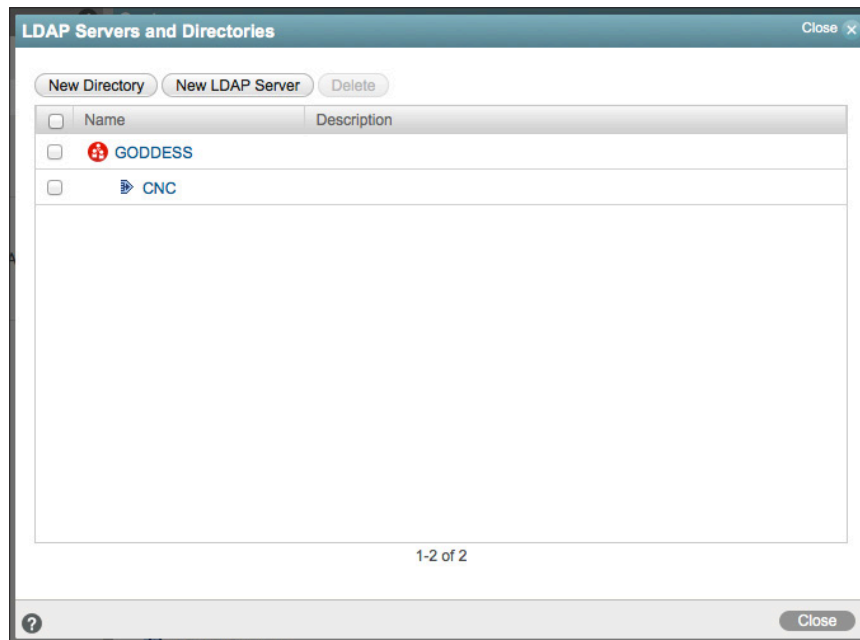 LDAP Servers and Directories Close x
New Directory New LDAP Server Delete
Name Description
GODDESS
CNC
1-2 of 2
? Close